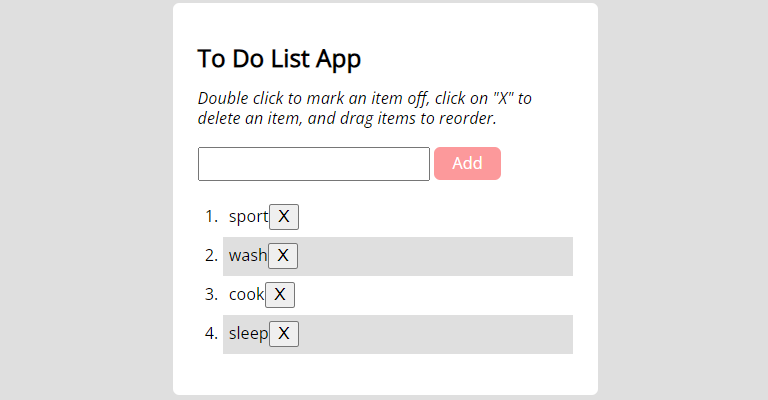 To Do List App
Double click to mark an item off, click on "X" to
delete an item, and drag items to reorder.
Add
1. sport X
2. wash X
3. cook X
4. sleep X